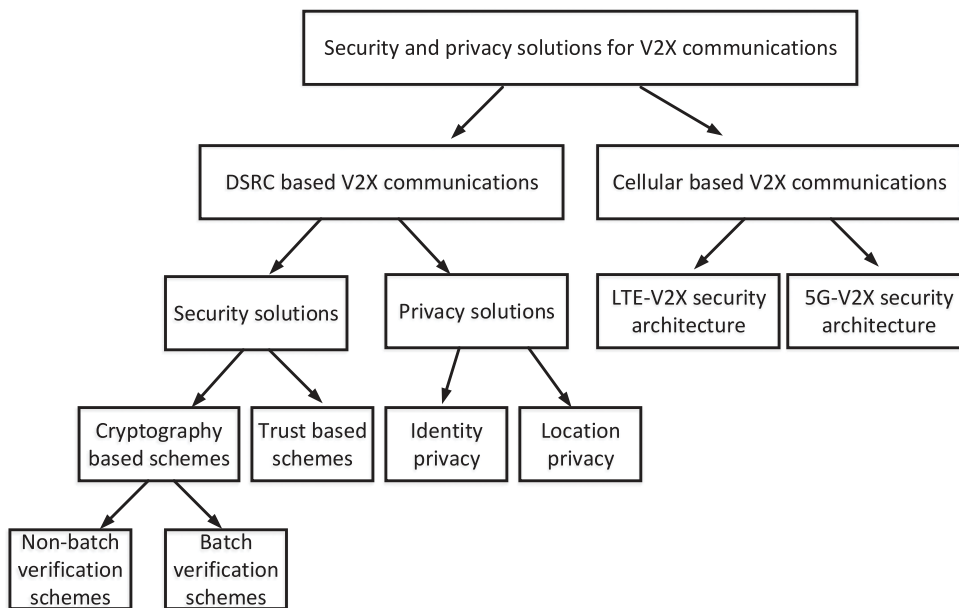 Security and privacy solutions for V2X communications
DSRC based V2X communications
Cellular based V2X communications
Security solutions
Privacy solutions
LTE-V2X security
architecture
5G-V2X security
architecture
Cryptography
based schemes
Trust based
schemes
Identity
privacy
Location
privacy
Non-batch
verification
schemes
Batch
verification
schemes